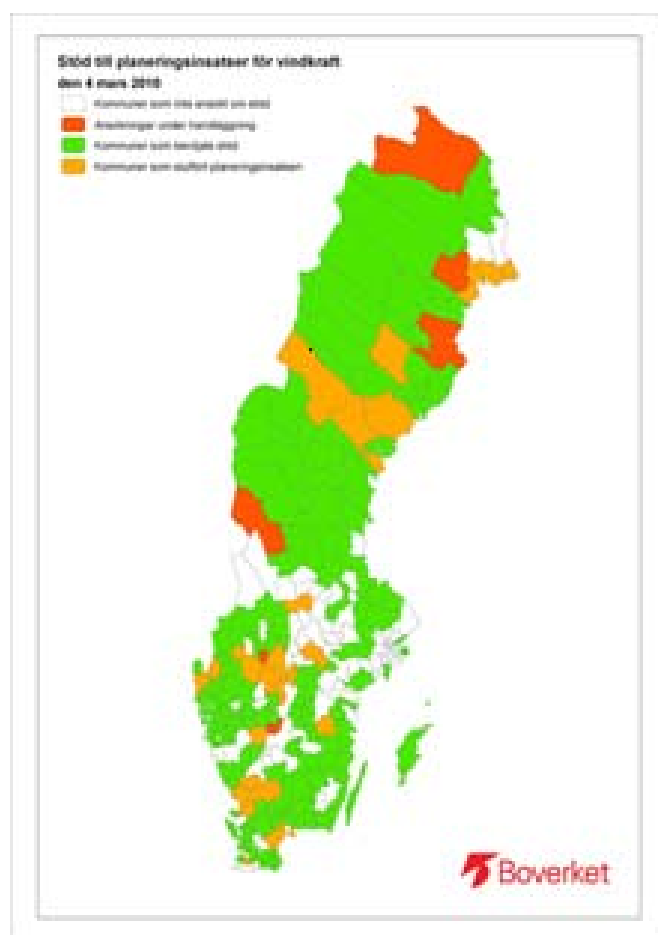 Stöd till planeringsinsatser för vindkraft
den 4 mars 2010
Kommuner som inte ansökt om stöd
Ansökningar under handläggning
Kommuner som beviljats stöd
Kommuner som slutfört planeringsinsatsen
Boverket